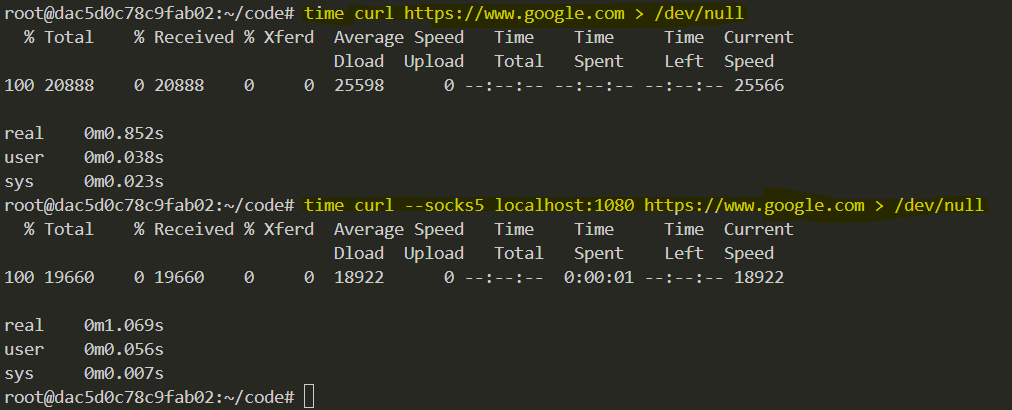 root@dac5d0c78c9fab02:~/code# time curl https://www.google.com > /dev/null
  % Total    % Received % Xferd  Average Speed   Time    Time     Time  Current
                                 Dload  Upload   Total   Spent    Left  Speed
100 20888    0 20888    0     0  25598      0 --:--:-- --:--:-- --:--:-- 25566
real    0m0.852s
user    0m0.038s
sys     0m0.023s
root@dac5d0c78c9fab02:~/code# time curl --socks5 localhost:1080 https://www.google.com > /dev/null
  % Total    % Received % Xferd  Average Speed   Time    Time     Time  Current
                                 Dload  Upload   Total   Spent    Left  Speed
100 19660    0 19660    0     0  18922      0 --:--:--  0:00:01 --:--:-- 18922
real    0m1.069s
user    0m0.056s
sys     0m0.007s
root@dac5d0c78c9fab02:~/code#